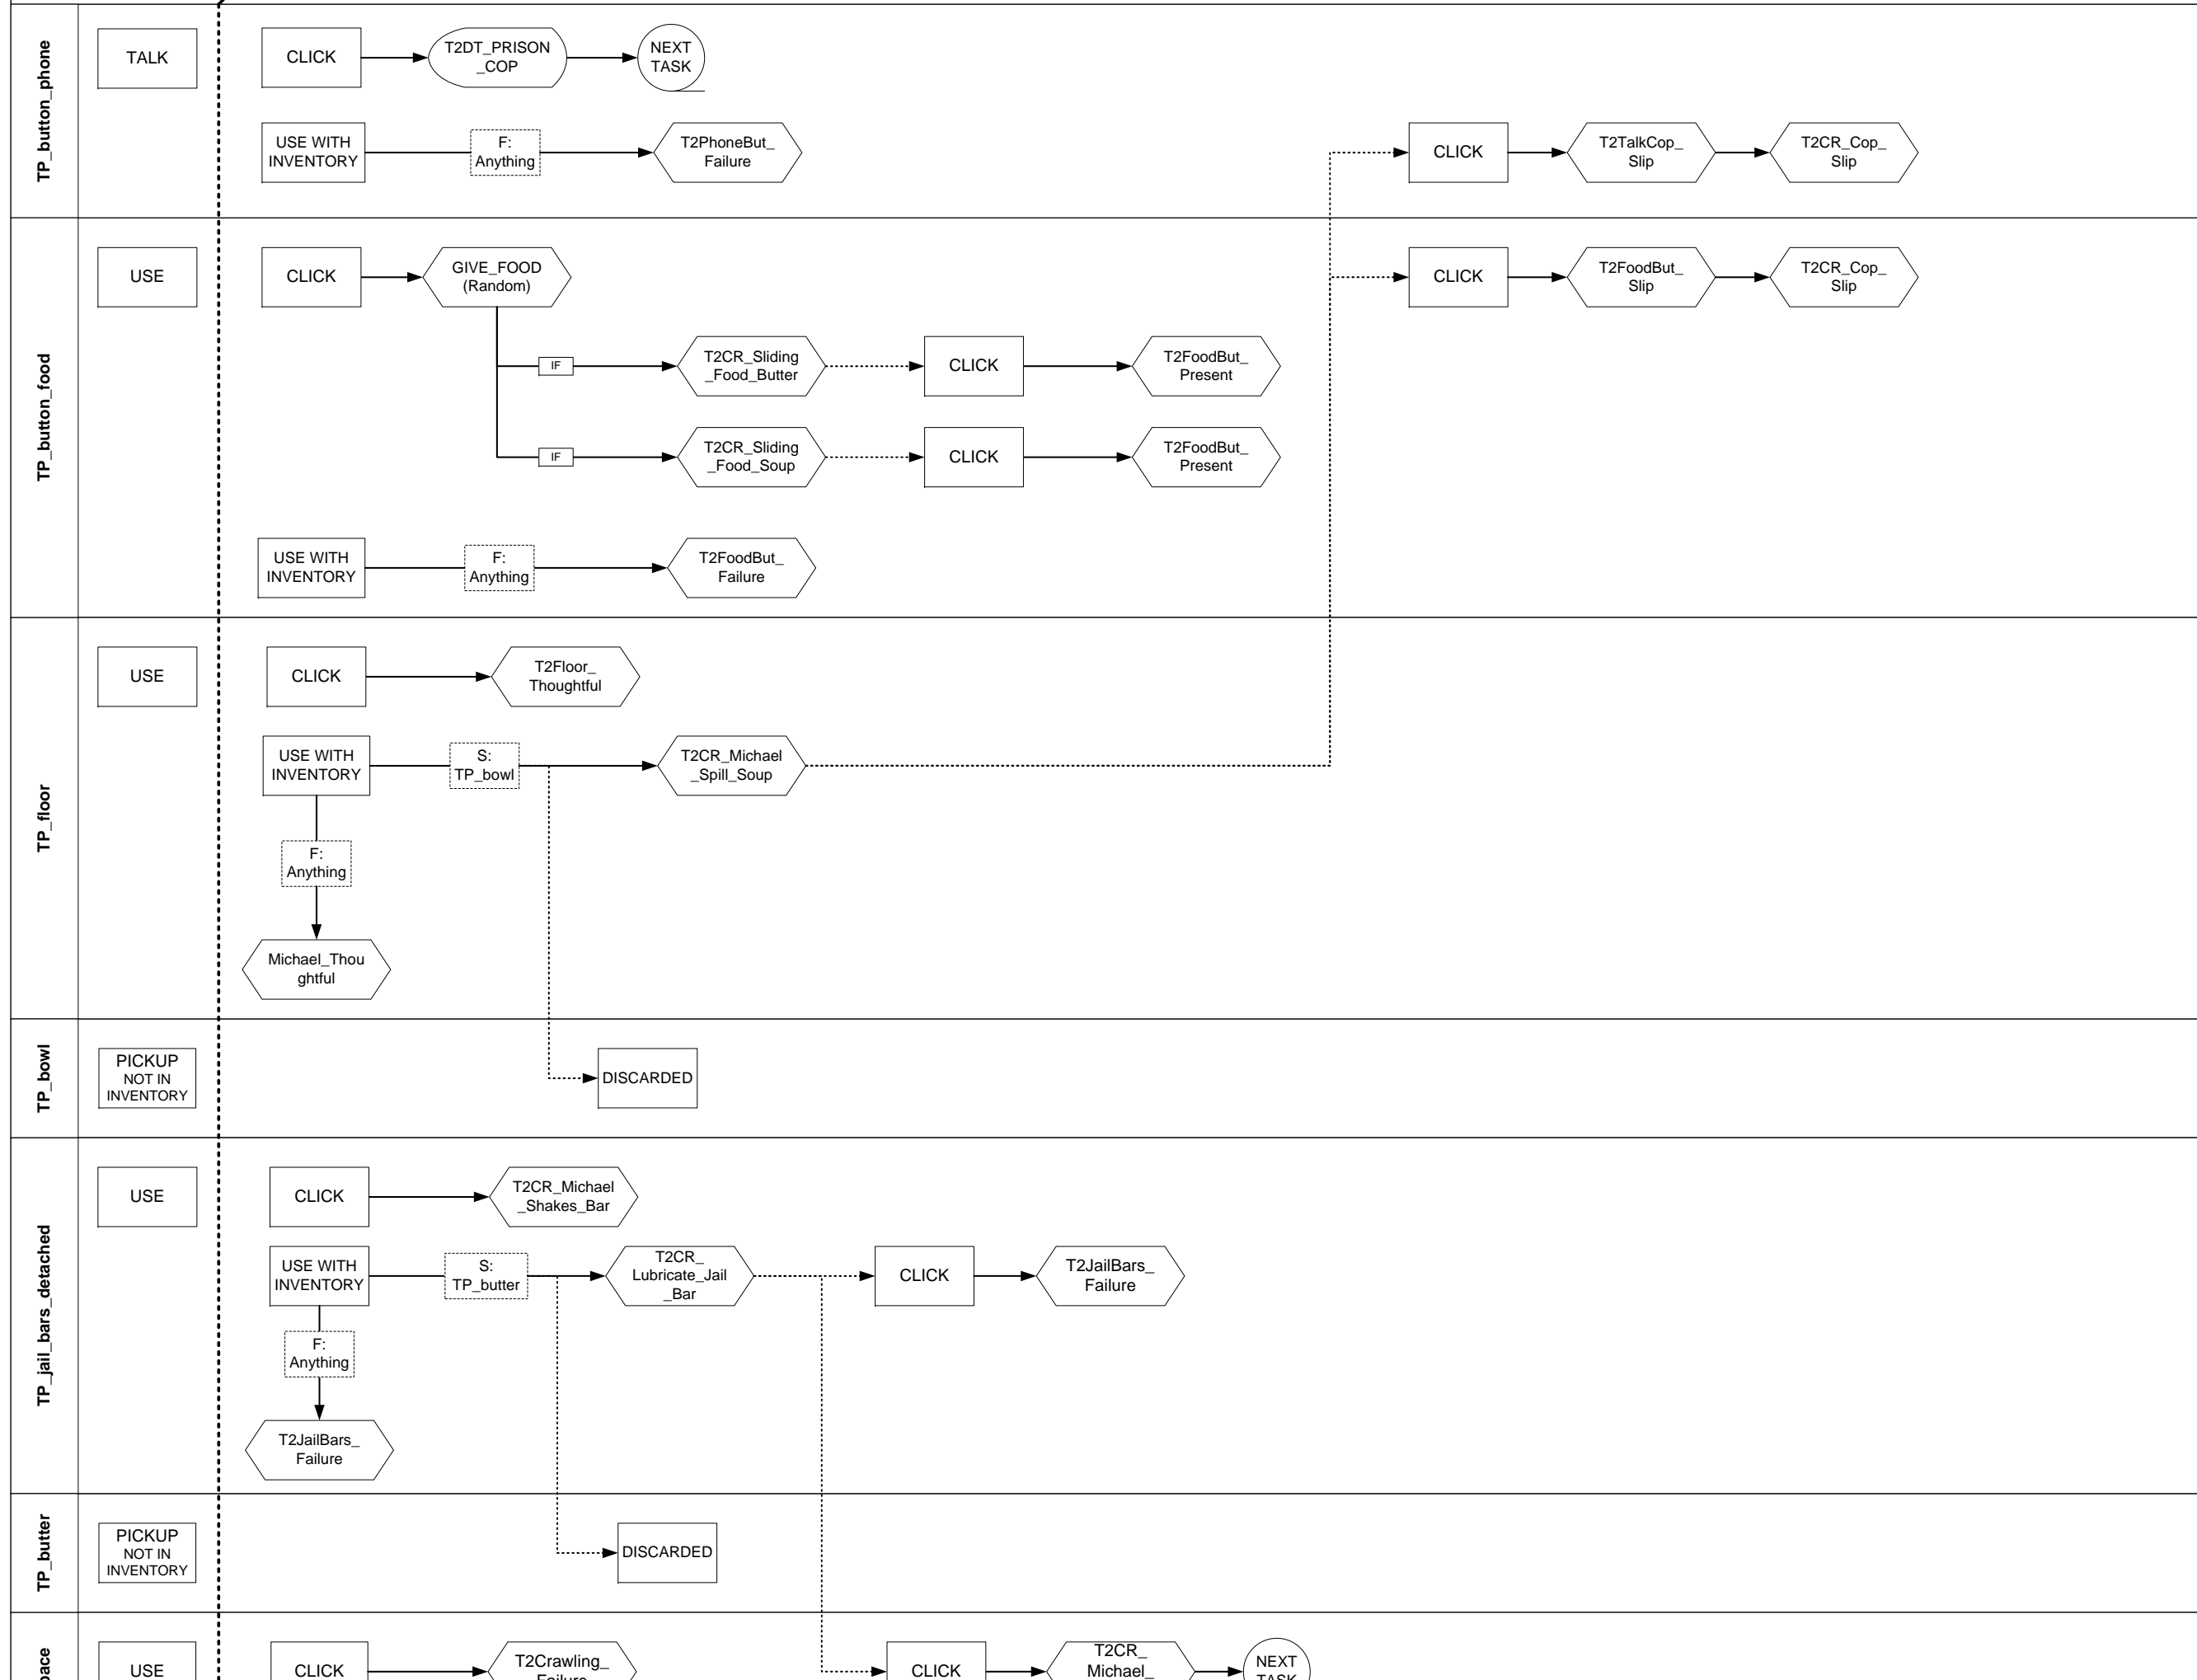 TP_button_phone
TALK
CLICK
T2DT_PRISON
_COP
NEXT
TASK
USE WITH
INVENTORY
F:
Anything
T2PhoneBut_
Failure
CLICK
T2TalkCop_
Slip
T2CR_Cop_
Slip
TP_button_food
USE
CLICK
GIVE_FOOD
(Random)
CLICK
T2FoodBut_
Slip
T2CR_Cop_
Slip
IF
T2CR_Sliding
_Food_Butter
CLICK
T2FoodBut_
Present
IF
T2CR_Sliding
_Food_Soup
CLICK
T2FoodBut_
Present
USE WITH
INVENTORY
F:
Anything
T2FoodBut_
Failure
TP_floor
USE
CLICK
T2Floor_
Thoughtful
USE WITH
INVENTORY
S:
TP_bowl
T2CR_Michael
_Spill_Soup
F:
Anything
Michael_Thou
ghtful
TP_bowl
PICKUP
NOT IN
INVENTORY
DISCARDED
TP_jail_bars_detached
USE
CLICK
T2CR_Michael
_Shakes_Bar
USE WITH
INVENTORY
S:
TP_butter
T2CR_
Lubricate_Jail
_Bar
CLICK
T2JailBars_
Failure
F:
Anything
T2JailBars_
Failure
TP_butter
PICKUP
NOT IN
INVENTORY
DISCARDED
pace
USE
CLICK
T2Crawling_
Failure
CLICK
T2CR_
Michael_
NEXT
TASK